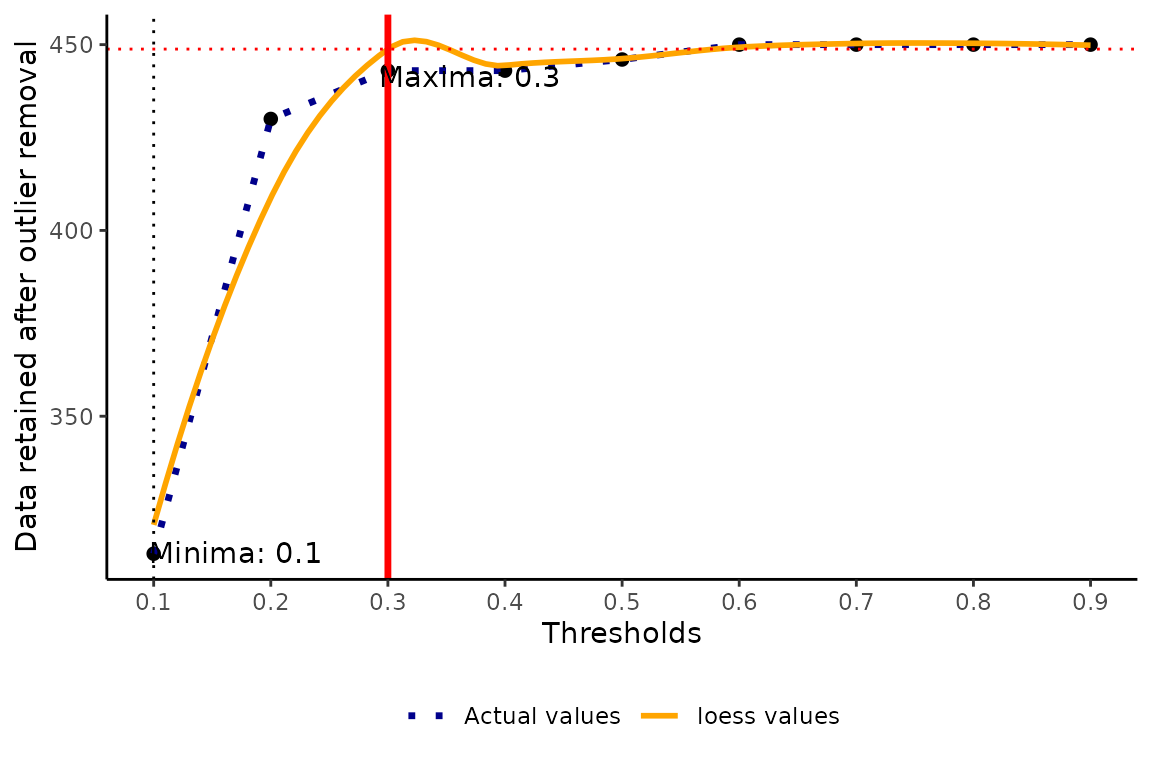 Data retained after outlier removal
450
400
350
Maxima: 0.3
Minima: 0.1
0.1 0.2 0.3 0.4 0.5 0.6 0.7 0.8 0.9
Thresholds
Actual values loess values